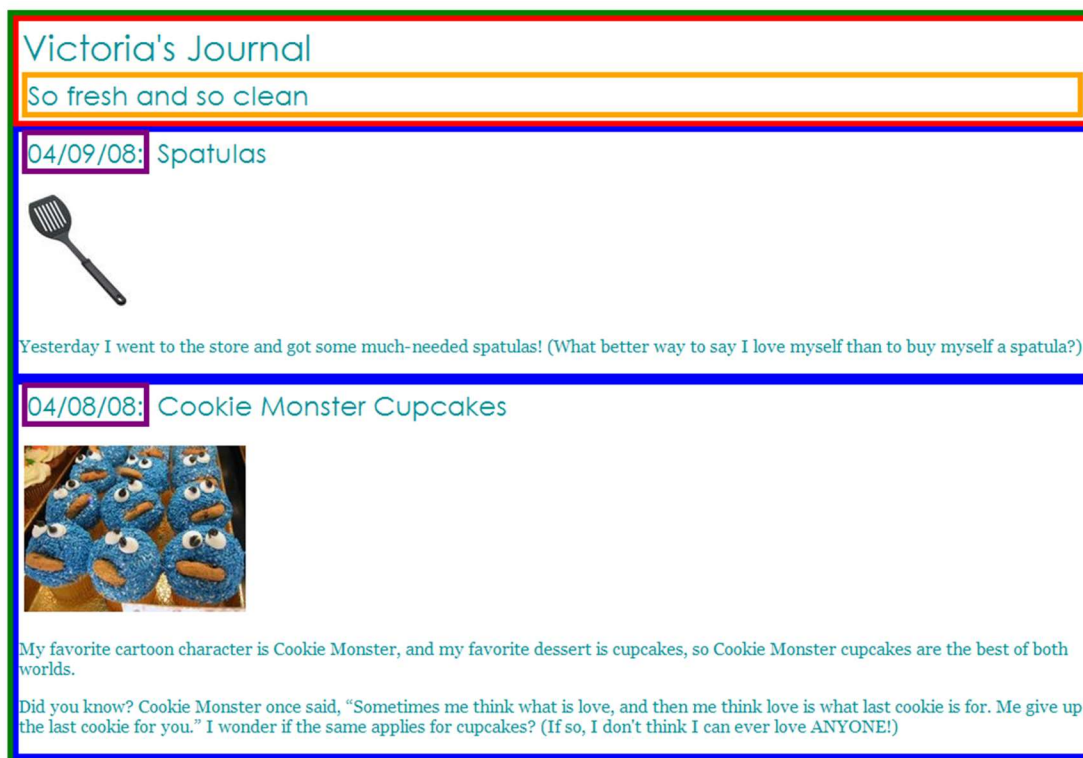 Victoria's Journal
So fresh and so clean
04/09/08: Spatulas
Yesterday I went to the store and got some much-needed spatulas! (What better way to say I love myself than to buy myself a spatula?)
04/08/08: Cookie Monster Cupcakes
My favorite cartoon character is Cookie Monster, and my favorite dessert is cupcakes, so Cookie Monster cupcakes are the best of both
worlds.
Did you know? Cookie Monster once said, “Sometimes me think what is love, and then me think love is what last cookie is for. Me give up
the last cookie for you.” I wonder if the same applies for cupcakes? (If so, I don't think I can ever love ANYONE!)